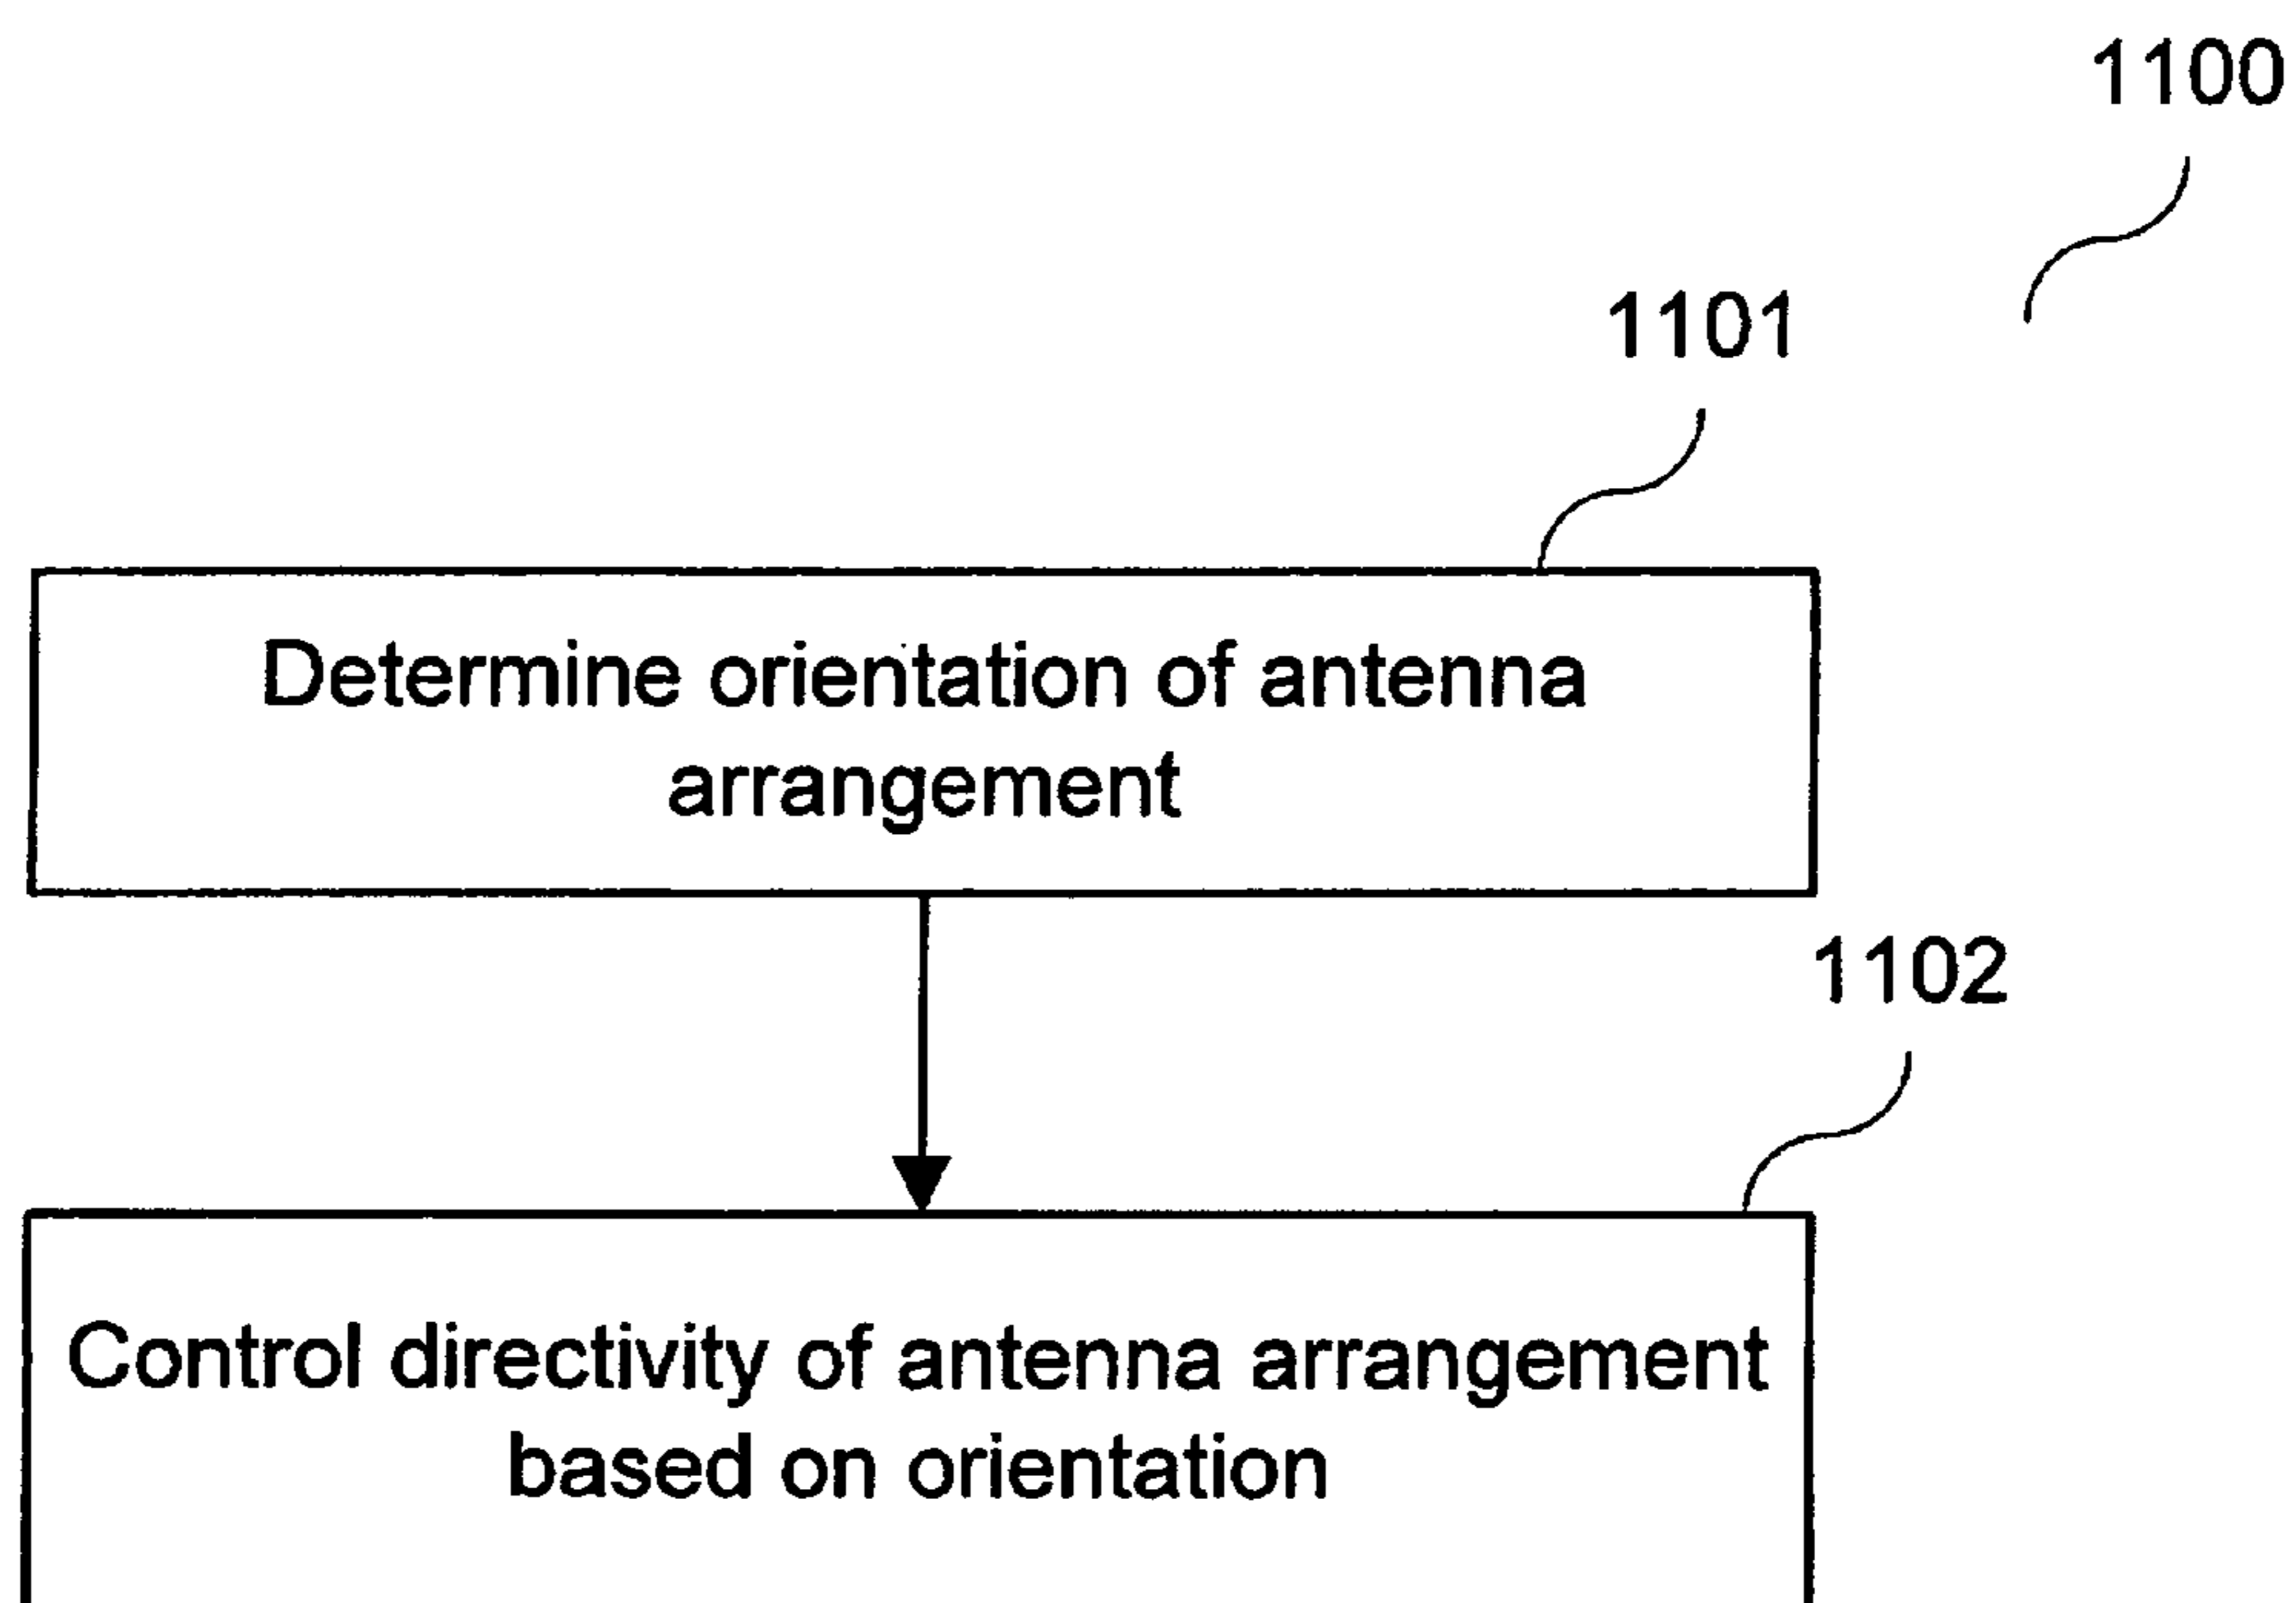 1100
1101
Determine orientation of antenna
arrangement
1102
Control directivity of antenna arrangement
based on orientation